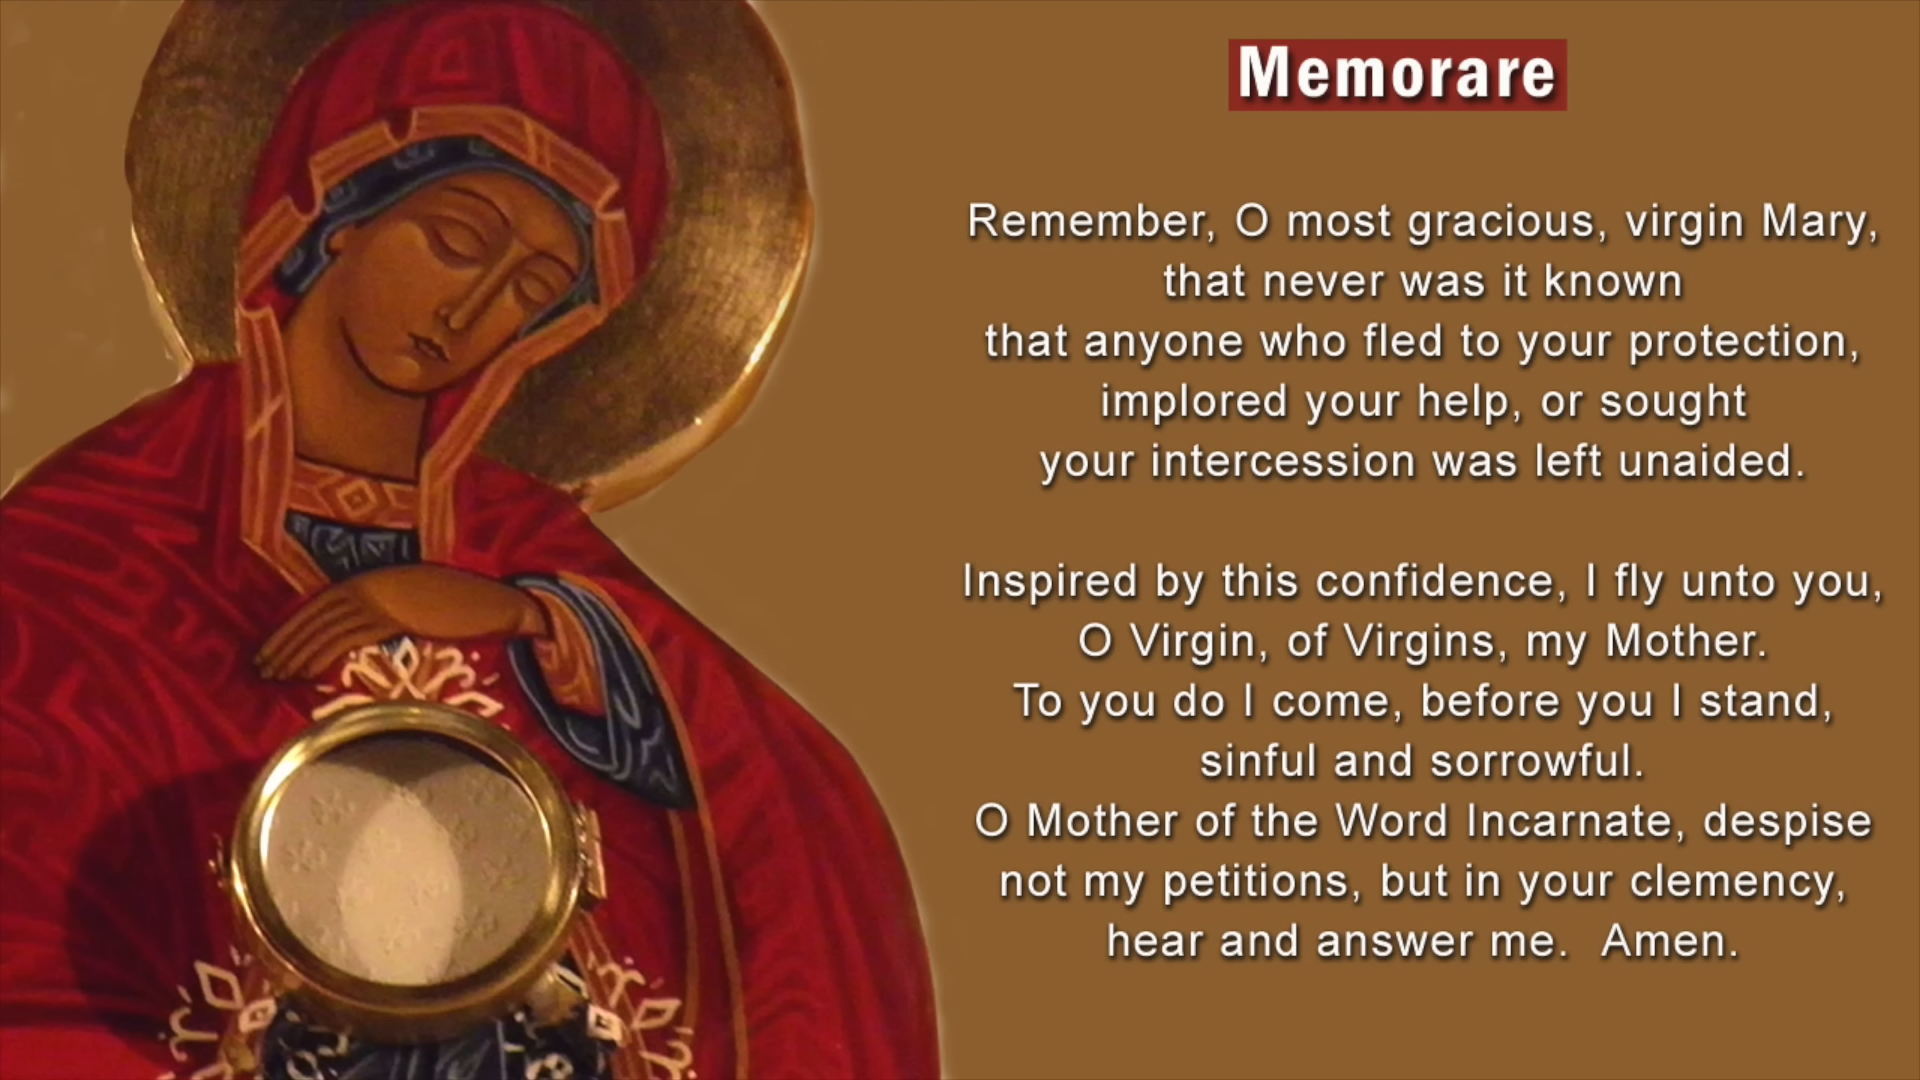 Memorare
Remember, O most gracious, virgin Mary,
that never was it known
that anyone who fled to your protection,
implored your help, or sought
your intercession was left unaided.
Inspired by this confidence, I fly unto you,
O Virgin, of Virgins, my Mother.
To you do I come, before you I stand,
sinful and sorrowful.
O Mother of the Word Incarnate, despise
not my petitions, but in your clemency,
hear and answer me.  Amen.